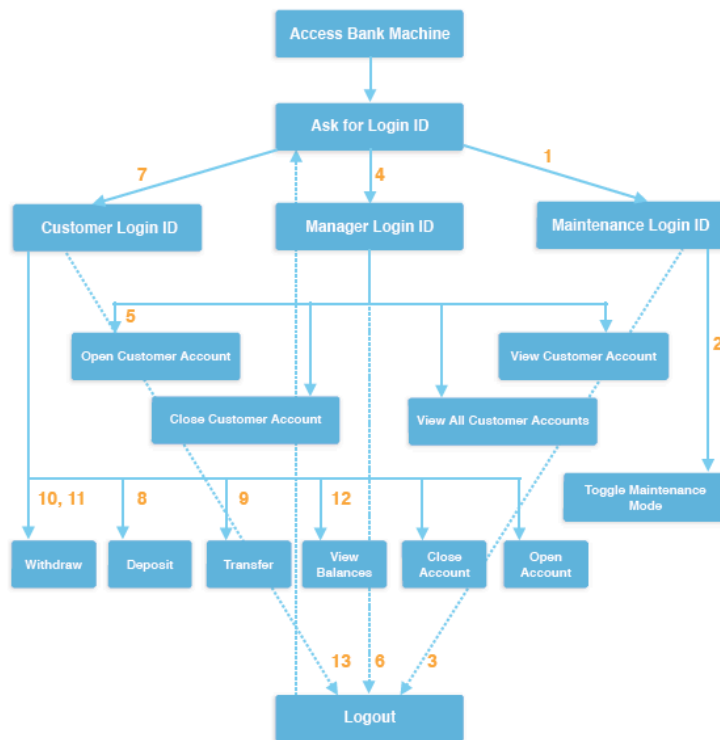 Access Bank Machine
Ask for Login ID
7
4
1
Customer Login ID
Manager Login ID
Maintenance Login ID
5
2
Open Customer Account
View Customer Account
Close Customer Account
View All Customer Accounts
Toggle Maintenance
Mode
10, 11
8
9
12
Withdraw
Deposit
Transfer
View
Balances
Close
Account
Open
Account
13
6
3
Logout